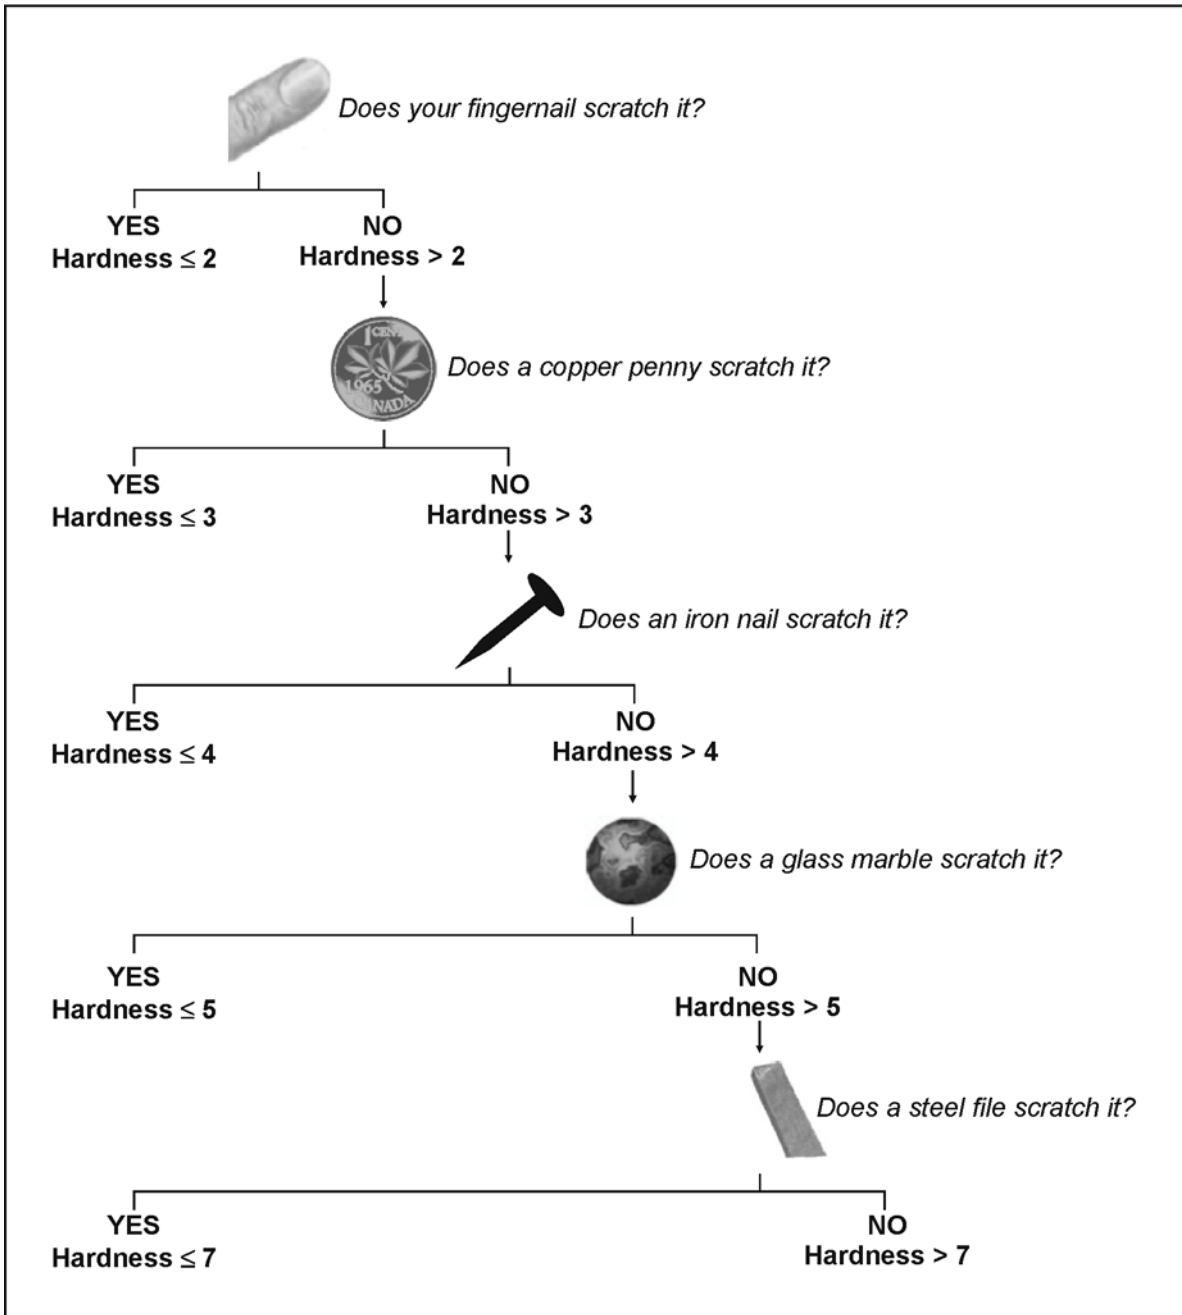 Does your fingernail scratch it?
YES
Hardness ≤ 2
NO
Hardness > 2
1 CENT
1965
CANADA
Does a copper penny scratch it?
YES
Hardness ≤ 3
NO
Hardness > 3
Does an iron nail scratch it?
YES
Hardness ≤ 4
NO
Hardness > 4
Does a glass marble scratch it?
YES
Hardness ≤ 5
NO
Hardness > 5
Does a steel file scratch it?
YES
Hardness ≤ 7
NO
Hardness > 7